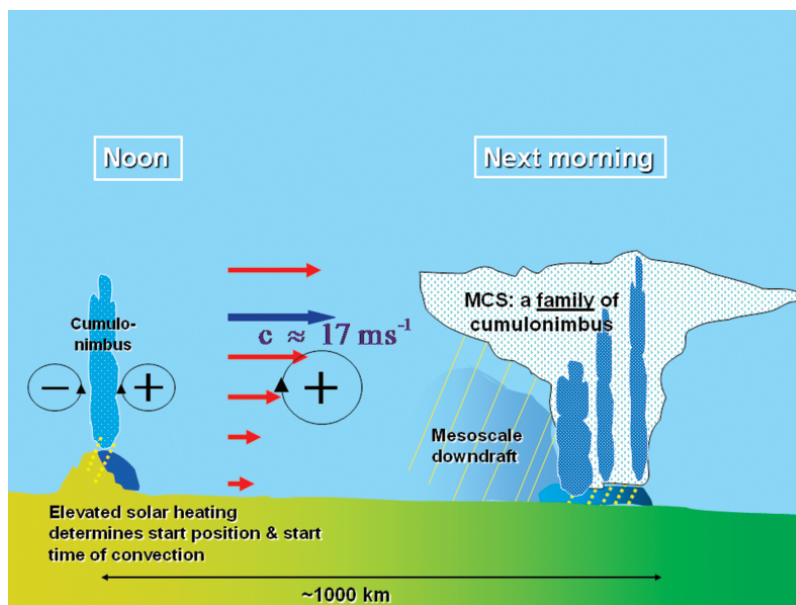 Noon
Next morning
Cumulo-
nimbus
c ≈ 17 ms⁻¹
− +
+
MCS: a family of
cumulonimbus
Mesoscale
downdraft
Elevated solar heating
determines start position & start
time of convection
~1000 km